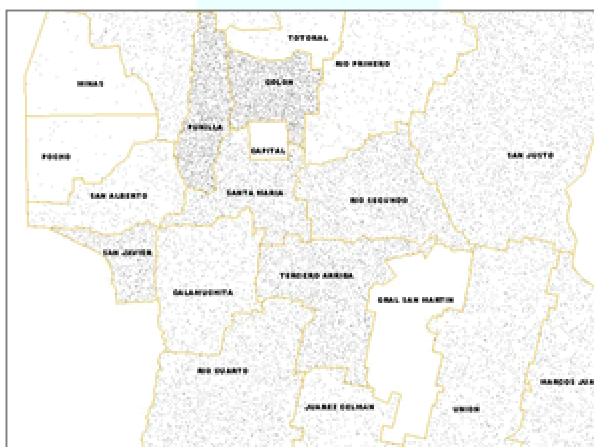 TOTORAL
RIO PRIMERO
MINAS
COLON
PUNILLA
CAPITAL
POCHO
SAN JUSTO
SAN ALBERTO
SANTA MARIA
RIO SEGUNDO
SAN JAVIER
TERCERO ARRIBA
CALAMUCHITA
GRAL SAN MARTIN
RIO CUARTO
MARCOS JUA
JUAREZ CELMAN
UNION